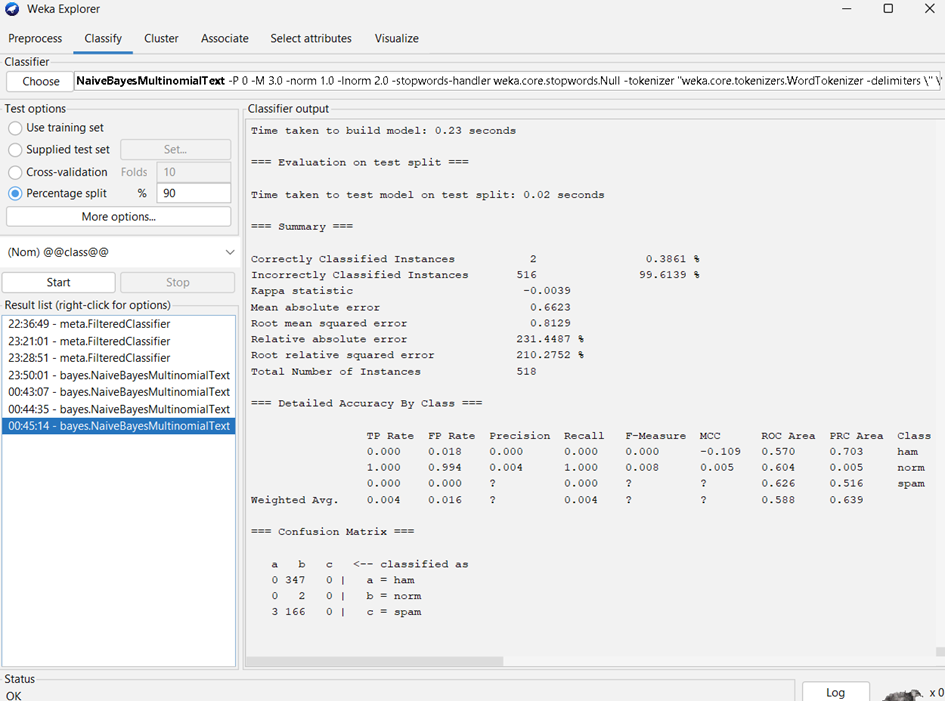 Weka Explorer
Preprocess Classify Cluster Associate Select attributes Visualize
Classifier
Choose NaiveBayesMultinomialText -P 0 -M 3.0 -norm 1.0 -lnorm 2.0 -stopwords-handler weka.core.stopwords.Null -tokenizer "weka.core.tokenizers.WordTokenizer -delimiters \" \'
Test options
Use training set
Supplied test set Set...
Cross-validation Folds 10
Percentage split % 90
More options...
(Nom) @@class@@
Start Stop
Result list (right-click for options)
22:36:49 - meta.FilteredClassifier
23:21:01 - meta.FilteredClassifier
23:28:51 - meta.FilteredClassifier
23:50:01 - bayes.NaiveBayesMultinomialText
00:43:07 - bayes.NaiveBayesMultinomialText
00:44:35 - bayes.NaiveBayesMultinomialText
00:45:14 - bayes.NaiveBayesMultinomialText
Classifier output
Time taken to build model: 0.23 seconds
=== Evaluation on test split ===
Time taken to test model on test split: 0.02 seconds
=== Summary ===
Correctly Classified Instances 2 0.3861 %
Incorrectly Classified Instances 516 99.6139 %
Kappa statistic -0.0039
Mean absolute error 0.6623
Root mean squared error 0.8129
Relative absolute error 231.4487 %
Root relative squared error 210.2752 %
Total Number of Instances 518
=== Detailed Accuracy By Class ===
TP Rate FP Rate Precision Recall F-Measure MCC ROC Area PRC Area Class
0.000 0.018 0.000 0.000 0.000 -0.109 0.570 0.703 ham
1.000 0.994 0.004 1.000 0.008 0.005 0.604 0.005 norm
0.000 0.000 ? 0.000 ? ? 0.626 0.516 spam
Weighted Avg. 0.004 0.016 ? 0.004 ? ? 0.588 0.639
=== Confusion Matrix ===
a b c <-- classified as
0 347 0 | a = ham
0 2 0 | b = norm
3 166 0 | c = spam
Status
OK
Log x 0